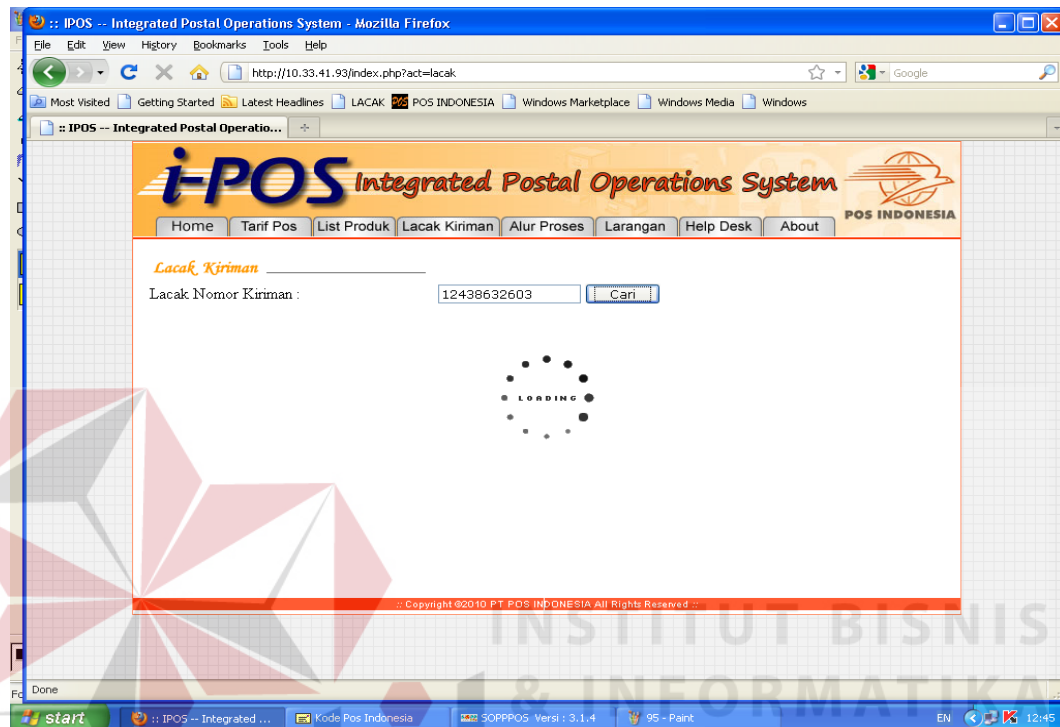 :: IPOS -- Integrated Postal Operations System - Mozilla Firefox
File Edit View History Bookmarks Tools Help
http://10.33.41.93/index.php?act=lacak
Google
Most Visited Getting Started Latest Headlines LACAK POS INDONESIA Windows Marketplace Windows Media Windows
:: IPOS -- Integrated Postal Operatio...
i-POS Integrated Postal Operations System
POS INDONESIA
Home Tarif Pos List Produk Lacak Kiriman Alur Proses Larangan Help Desk About
Lacak Kiriman
Lacak Nomor Kiriman : 12438632603 Cari
LOADING
:: Copyright ©2010 PT POS INDONESIA All Rights Reserved ::
INSTITUT BISNIS
& INFORMATIKA
Done
start :: IPOS -- Integrated ... Kode Pos Indonesia SOPPPOS Versi : 3.1.4 95 - Paint EN 12:45